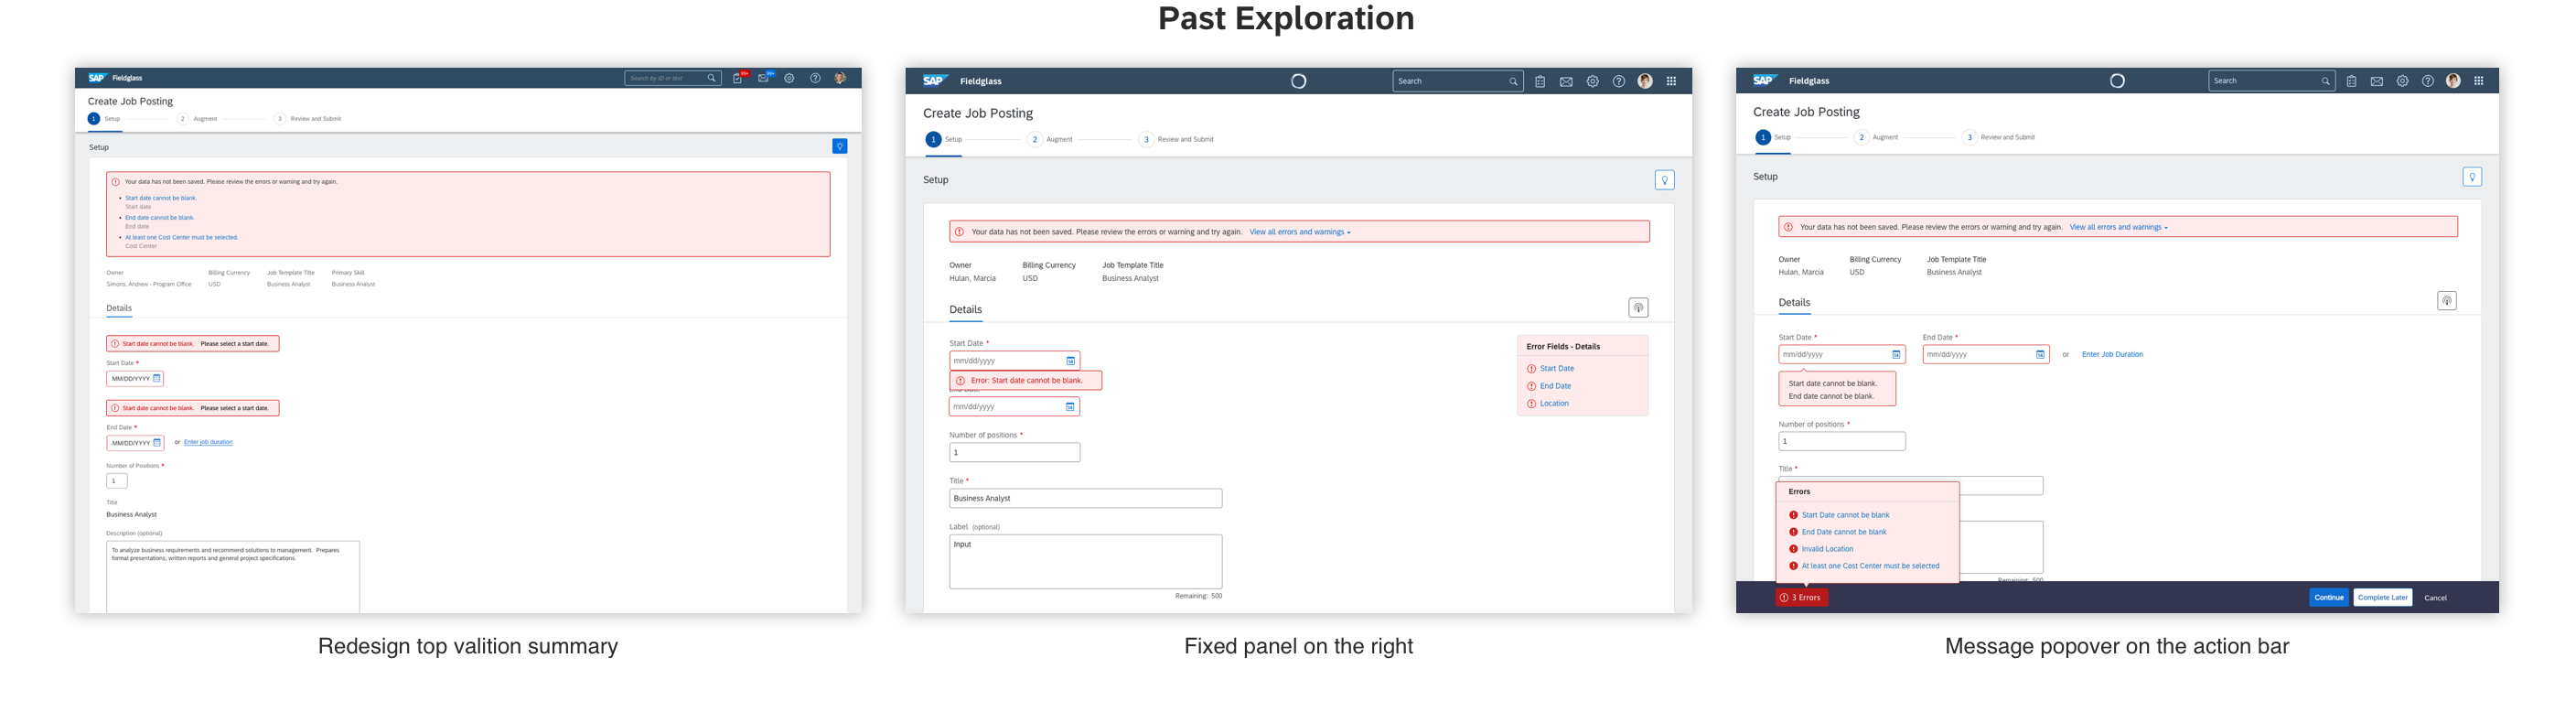 Past Exploration
SAP Fieldglass
Search by ID or text
99+
99+
Create Job Posting
1 Setup 2 Augment 3 Review and Submit
Setup
Your data has not been saved. Please review the errors or warning and try again.
• Start date cannot be blank.
Start date
• End date cannot be blank.
End date
• At least one Cost Center must be selected.
Cost Center
Owner Billing Currency Job Template Title Primary Skill
Simons, Andrew - Program Office USD Business Analyst Business Analyst
Details
Start date cannot be blank. Please select a start date.
Start Date *
MM/DD/YYYY
Start date cannot be blank. Please select a start date.
End Date *
MM/DD/YYYY or Enter job duration
Number of Positions *
1
Title
Business Analyst
Description (optional)
To analyze business requirements and recommend solutions to management. Prepares
formal presentations, written reports and general project specifications.
Redesign top valition summary
SAP Fieldglass
Search
Create Job Posting
1 Setup 2 Augment 3 Review and Submit
Setup
Your data has not been saved. Please review the errors or warning and try again. View all errors and warnings
Owner Billing Currency Job Template Title
Hulan, Marcia USD Business Analyst
Details
Start Date *
mm/dd/yyyy
Error: Start date cannot be blank.
mm/dd/yyyy
Error Fields - Details
Start Date
End Date
Location
Number of positions *
1
Title *
Business Analyst
Label (optional)
Input
Remaining: 500
Fixed panel on the right
SAP Fieldglass
Search
Create Job Posting
1 Setup 2 Augment 3 Review and Submit
Setup
Your data has not been saved. Please review the errors or warning and try again. View all errors and warnings
Owner Billing Currency Job Template Title
Hulan, Marcia USD Business Analyst
Details
Start Date * End Date *
mm/dd/yyyy mm/dd/yyyy or Enter Job Duration
Start date cannot be blank.
End date cannot be blank.
Number of positions *
1
Title *
Errors
Start Date cannot be blank
End Date cannot be blank
Invalid Location
At least one Cost Center must be selected
Remaining: 500
3 Errors
Continue Complete Later Cancel
Message popover on the action bar